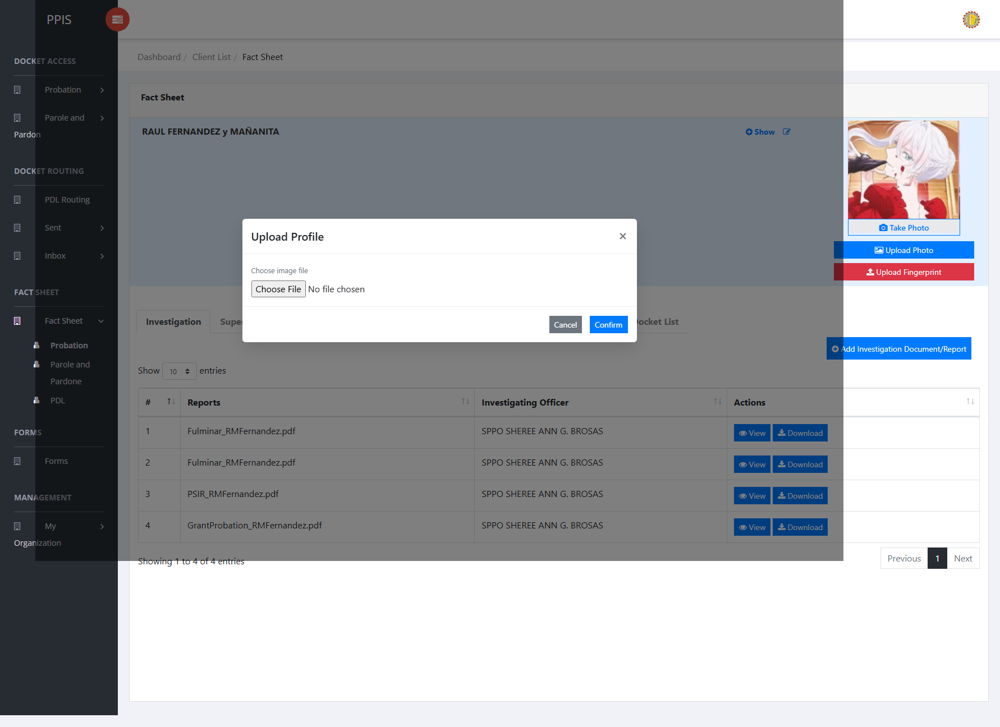 PPIS
DOCKET ACCESS
Probation
Parole and
Pardon
DOCKET ROUTING
PDL Routing
Sent
Inbox
FACT SHEET
Fact Sheet
Probation
Parole and
Pardone
PDL
FORMS
Forms
MANAGEMENT
My
Organization
Dashboard / Client List / Fact Sheet
Fact Sheet
RAUL FERNANDEZ y MAÑANITA
Show
Take Photo
Upload Photo
Upload Fingerprint
Upload Profile
×
Choose image file
Choose File No file chosen
Cancel Confirm
Investigation Docket List
Add Investigation Document/Report
Show 10 entries
# Reports Investigating Officer Actions
1 Fulminar_RMFernandez.pdf SPPO SHEREE ANN G. BROSAS View Download
2 Fulminar_RMFernandez.pdf SPPO SHEREE ANN G. BROSAS View Download
3 PSIR_RMFernandez.pdf SPPO SHEREE ANN G. BROSAS View Download
4 GrantProbation_RMFernandez.pdf SPPO SHEREE ANN G. BROSAS View Download
Showing 1 to 4 of 4 entries
Previous 1 Next